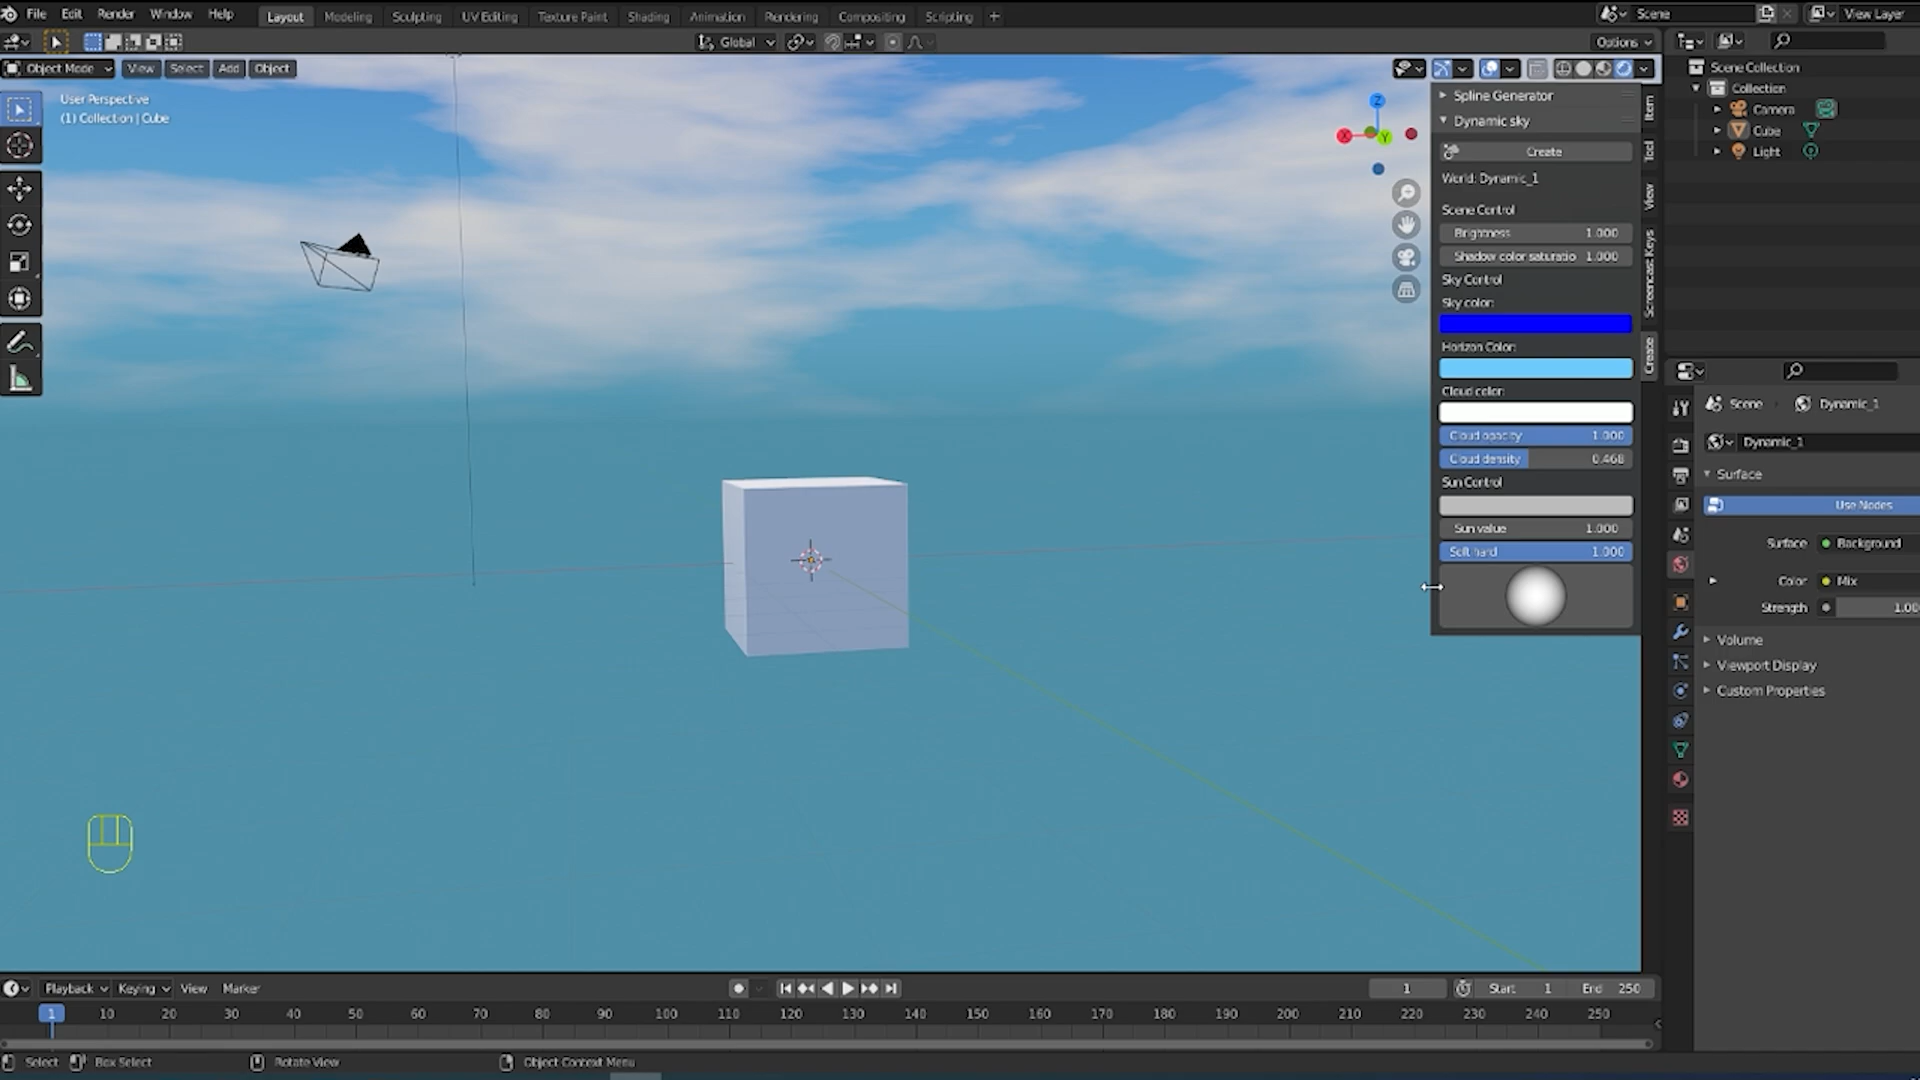 File Edit Render Window Help Layout Modeling Sculpting UV Editing Texture Paint Shading Animation Rendering Compositing Scripting + Scene View Layer
Global Options
Object Mode View Select Add Object
User Perspective
(1) Collection | Cube
Z
X Y
Spline Generator
Dynamic sky
Create
World: Dynamic_1
Scene Control
Brightness 1.000
Shadow color saturatio 1.000
Sky Control
Sky color:
Horizon Color:
Cloud color:
Cloud opacity 1.000
Cloud density 0.468
Sun Control
Sun value 1.000
Soft hard 1.000
Item
Tool
View
Screencast Keys
Create
Scene Collection
Collection
Camera
Cube
Light
Scene Dynamic_1
Dynamic_1
Surface
Use Nodes
Surface Background
Color Mix
Strength 1.00
Volume
Viewport Display
Custom Properties
Playback Keying View Marker 1 Start 1 End 250
1 10 20 30 40 50 60 70 80 90 100 110 120 130 140 150 160 170 180 190 200 210 220 230 240 250
Select Box Select Rotate View Object Context Menu